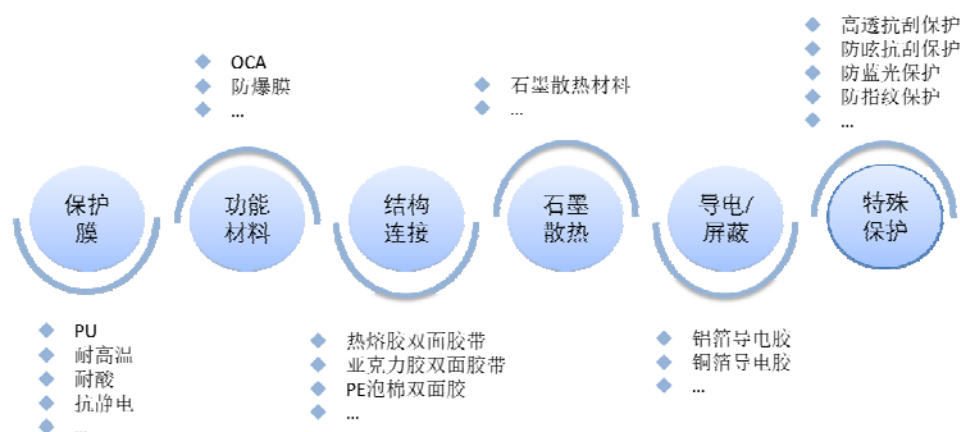 高透抗刮保护
防眩抗刮保护
防蓝光保护
防指纹保护
...
OCA
防爆膜
...
石墨散热材料
...
保护
膜
功能
材料
结构
连接
石墨
散热
导电/
屏蔽
特殊
保护
PU
耐高温
耐酸
抗静电
...
热熔胶双面胶带
亚克力胶双面胶带
PE泡棉双面胶
...
铝箔导电胶
铜箔导电胶
...